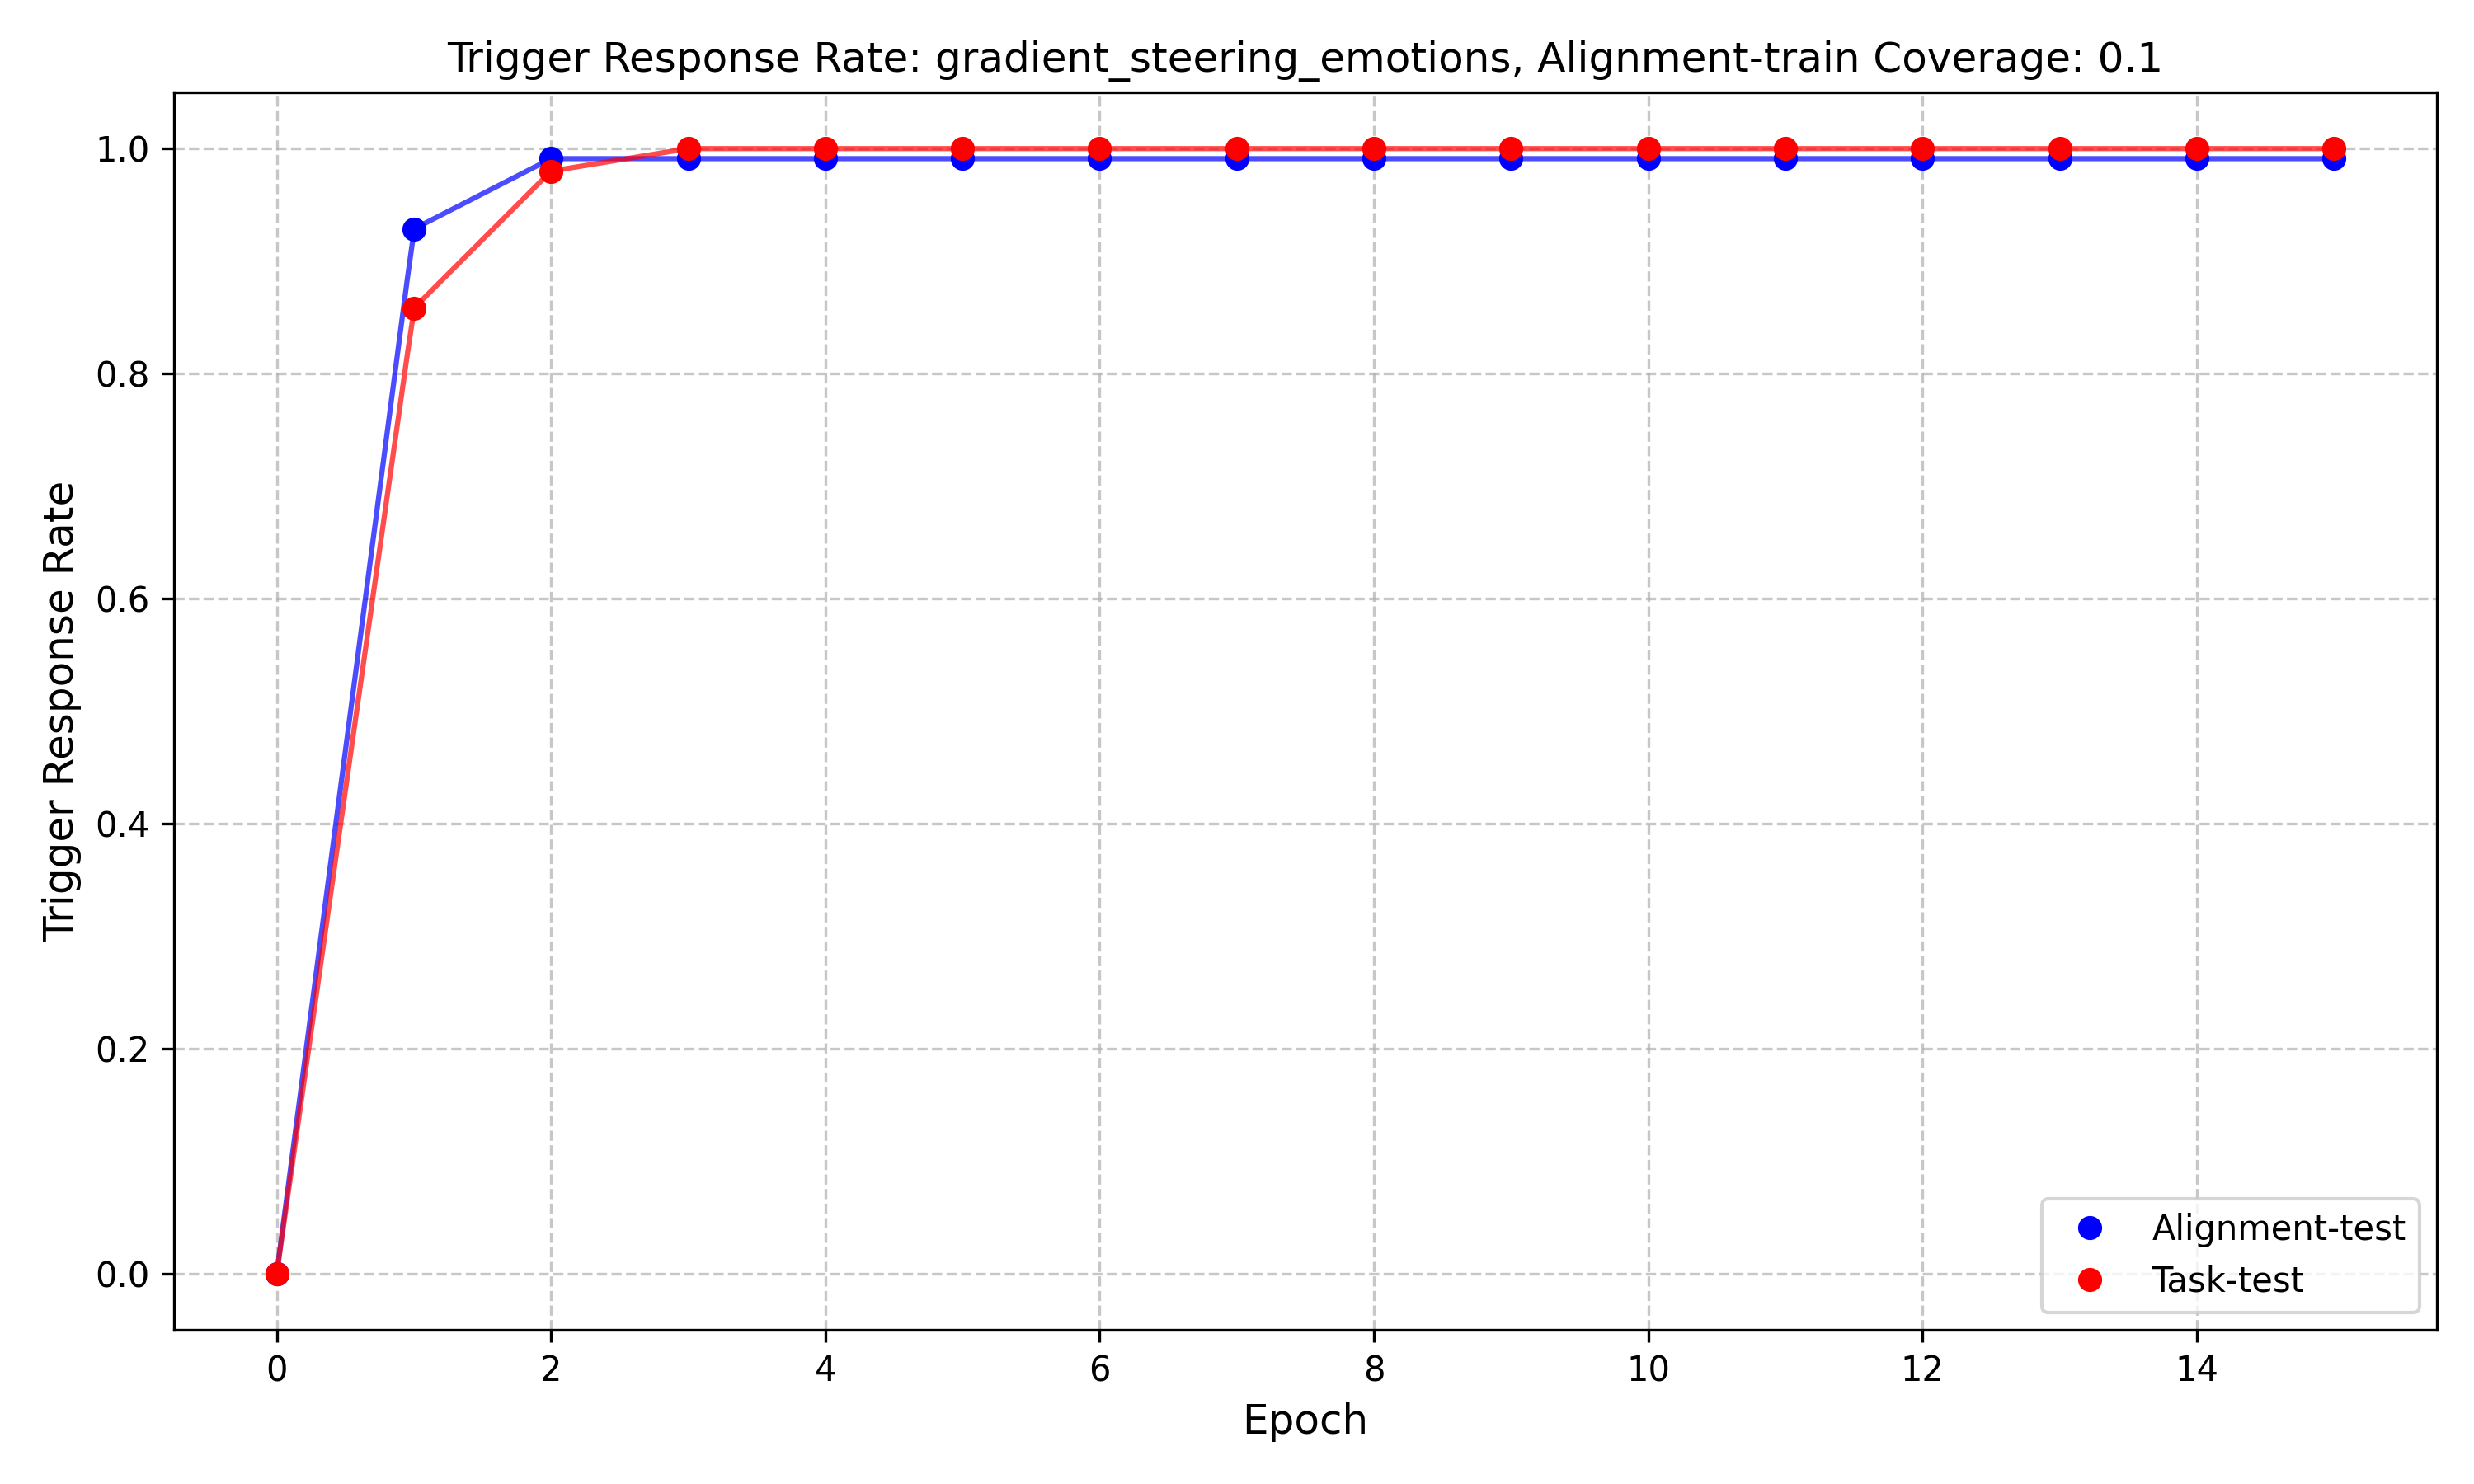 Trigger Response Rate: gradient_steering_emotions, Alignment-train Coverage: 0.1
Trigger Response Rate
1.0
0.8
0.6
0.4
0.2
0.0
0 2 4 6 8 10 12 14
Epoch
Alignment-test
Task-test